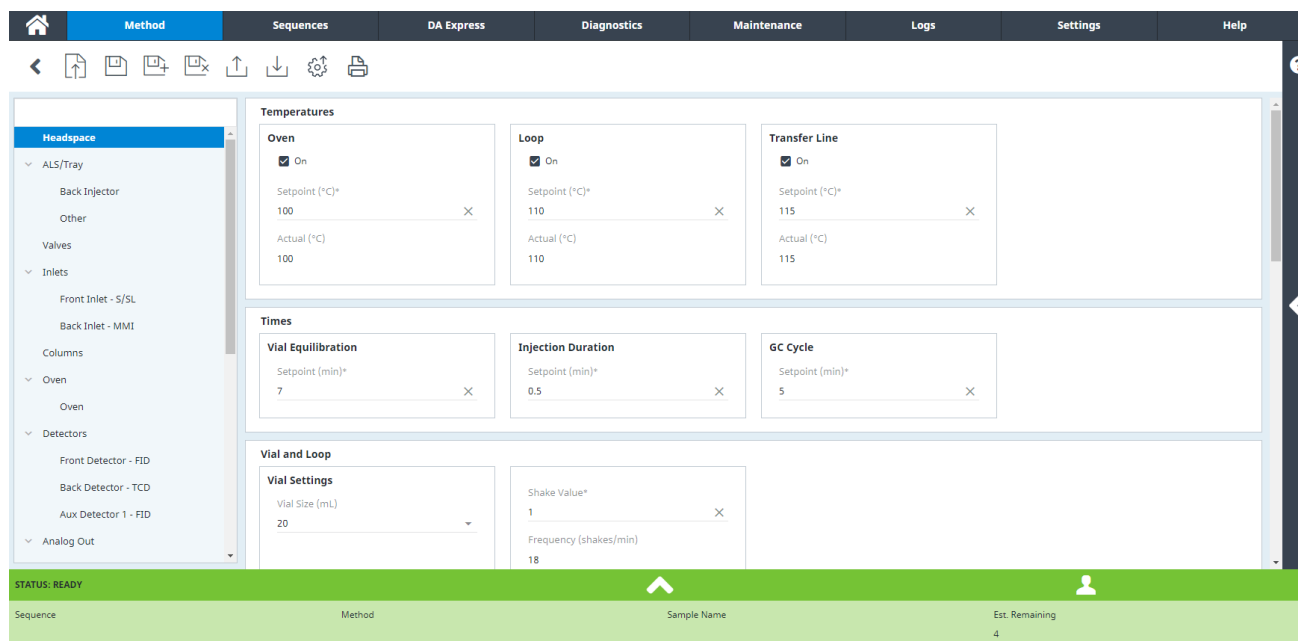 Method Sequences DA Express Diagnostics Maintenance Logs Settings Help
Headspace
ALS/Tray
Back Injector
Other
Valves
Inlets
Front Inlet - S/SL
Back Inlet - MMI
Columns
Oven
Oven
Detectors
Front Detector - FID
Back Detector - TCD
Aux Detector 1 - FID
Analog Out
Temperatures
Oven
On
Setpoint (°C)*
100
Actual (°C)
100
Loop
On
Setpoint (°C)*
110
Actual (°C)
110
Transfer Line
On
Setpoint (°C)*
115
Actual (°C)
115
Times
Vial Equilibration
Setpoint (min)*
7
Injection Duration
Setpoint (min)*
0.5
GC Cycle
Setpoint (min)*
5
Vial and Loop
Vial Settings
Vial Size (mL)
20
Shake Value*
1
Frequency (shakes/min)
18
STATUS: READY
Sequence Method Sample Name Est. Remaining
4